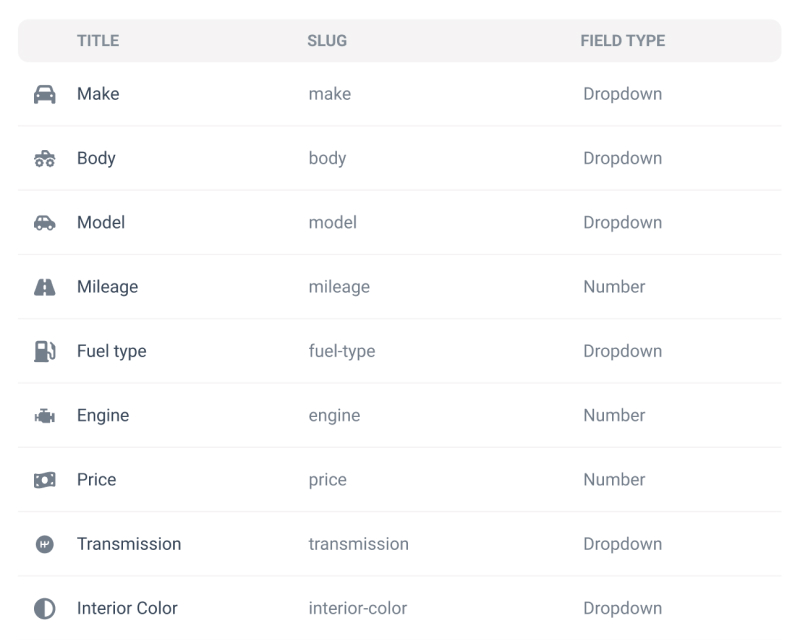 TITLE SLUG FIELD TYPE
Make make Dropdown
Body body Dropdown
Model model Dropdown
Mileage mileage Number
Fuel type fuel-type Dropdown
Engine engine Number
Price price Number
Transmission transmission Dropdown
Interior Color interior-color Dropdown